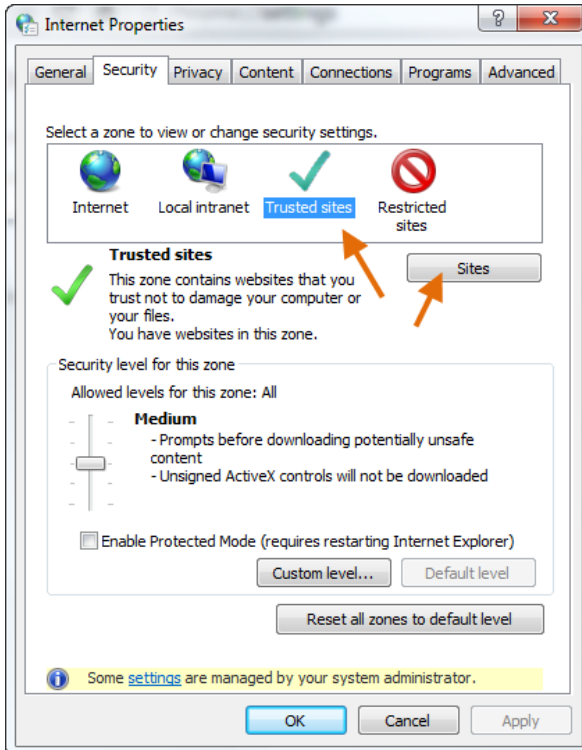 Internet Properties
General Security Privacy Content Connections Programs Advanced
Select a zone to view or change security settings.
Internet Local intranet Trusted sites Restricted
sites
Trusted sites
Sites
This zone contains websites that you
trust not to damage your computer or
your files.
You have websites in this zone.
Security level for this zone
Allowed levels for this zone: All
Medium
- Prompts before downloading potentially unsafe
content
- Unsigned ActiveX controls will not be downloaded
Enable Protected Mode (requires restarting Internet Explorer)
Custom level... Default level
Reset all zones to default level
Some settings are managed by your system administrator.
OK Cancel Apply